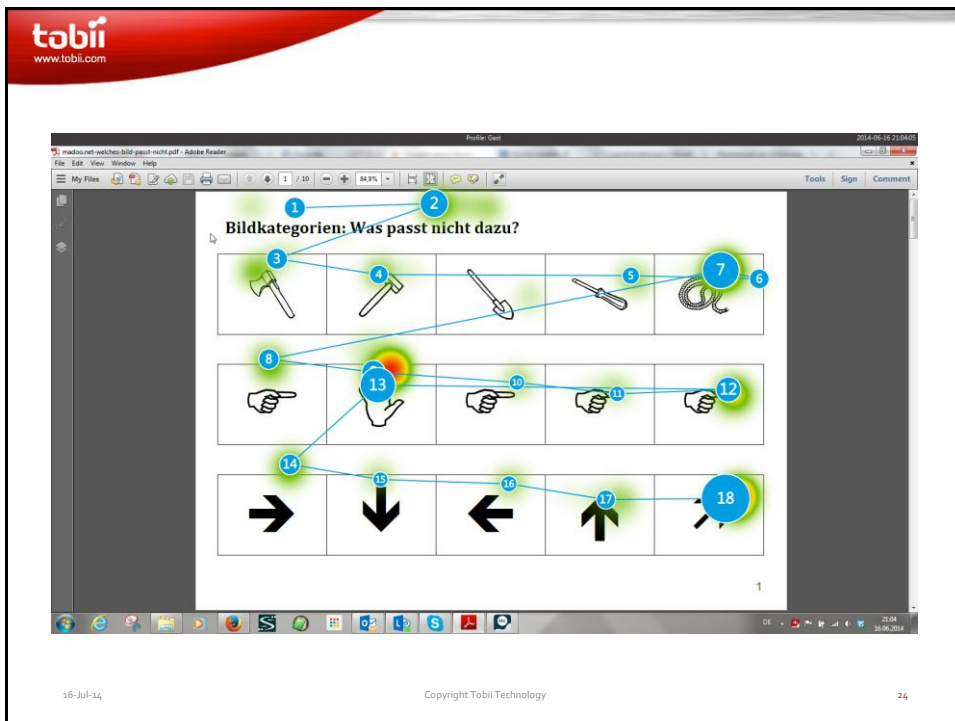 tobii
www.tobii.com
Profile: Gast
2014-06-16 21:04:05
madoo.net-welches-bild-passt-nicht.pdf - Adobe Reader
File Edit View Window Help
My Files 1 / 10 84,9% Tools Sign Comment
1
2
Bildkategorien: Was passt nicht dazu?
3
4
5
7
6
8
10
11
12
13
14
15
16
17
18
1
DE
21:04
16.06.2014
16-Jul-14 Copyright Tobii Technology 24